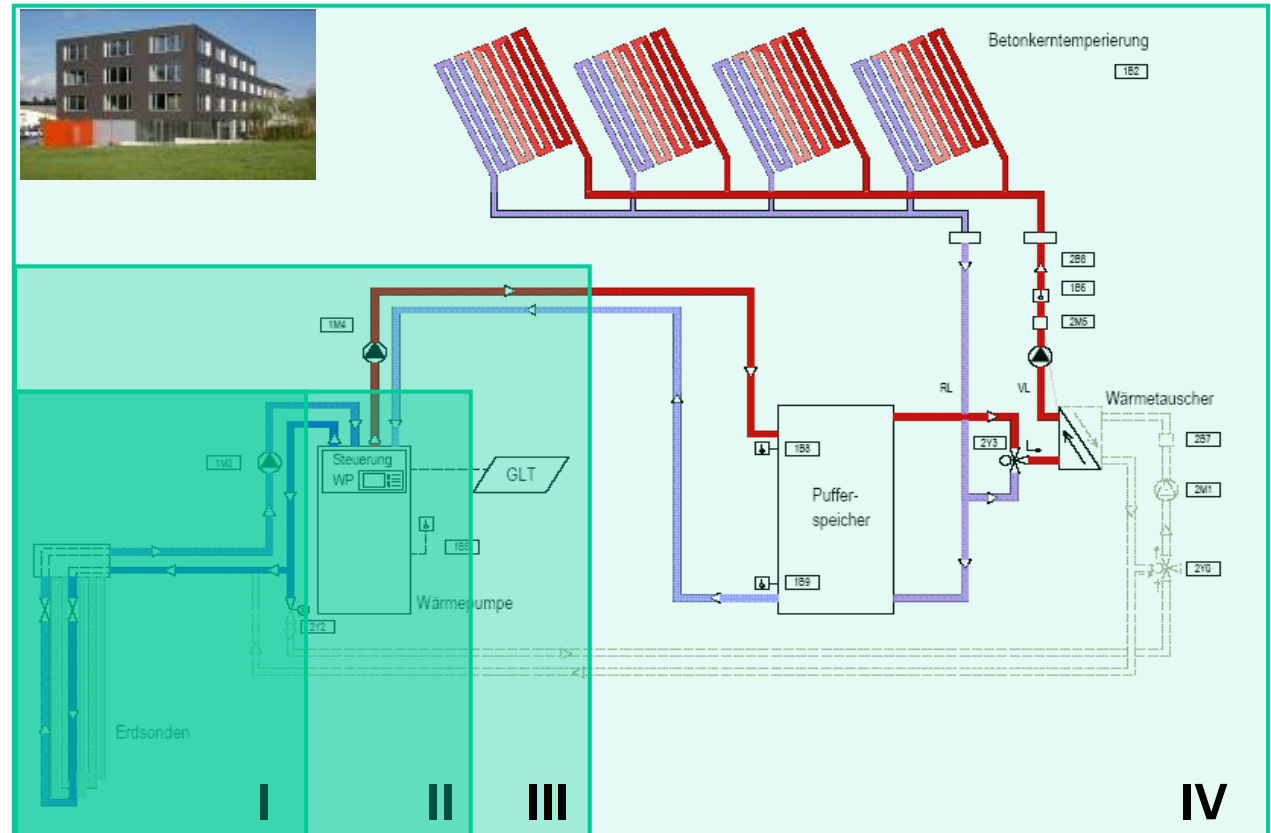 Betonkerntemperierung
1B2
2B8
1B6
2M5
1M4
RL
VL
Wärmetauscher
1B8
2Y3
2B7
1M3
Steuerung
WP
GLT
Puffer-
speicher
2M1
1B9
2Y0
Wärmepumpe
2Y2
Erdsonden
I
II
III
IV